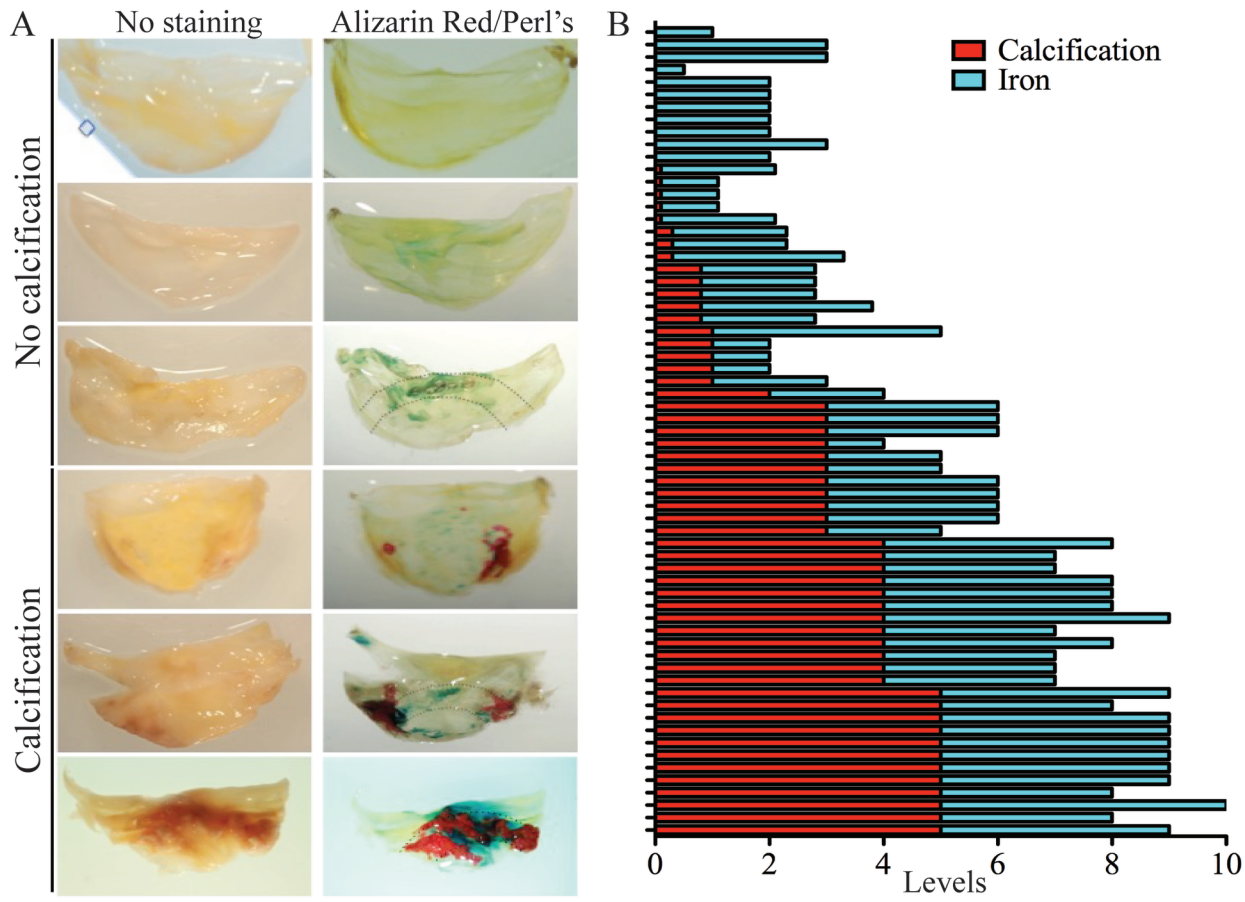 A
No staining
Alizarin Red/Perl's
No calcification
Calcification
B
Calcification
Iron
0 2 4 6 8 10
Levels